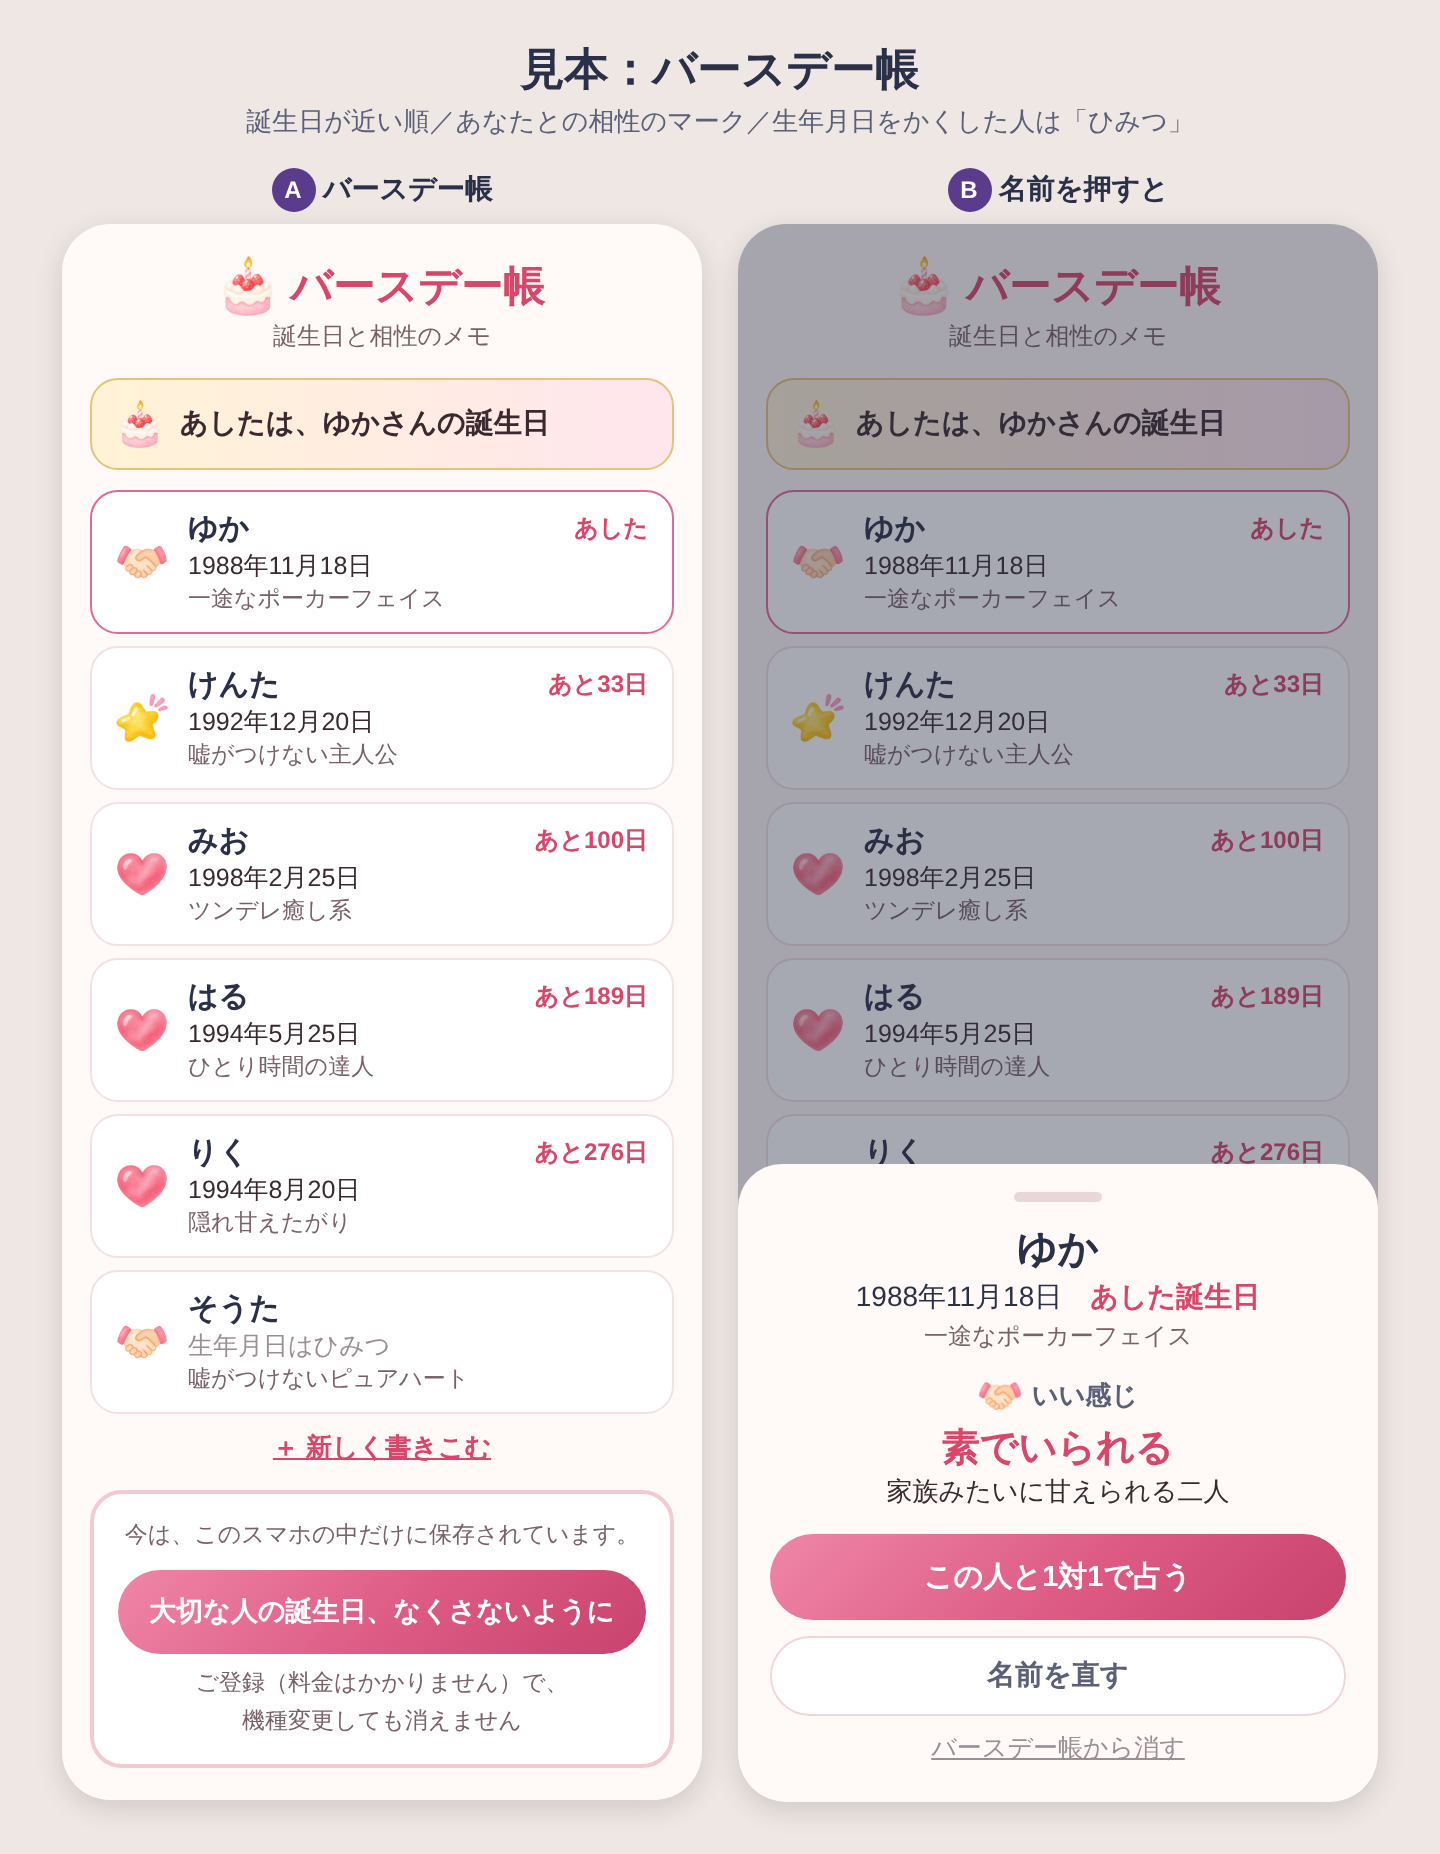 見本：バースデー帳
誕生日が近い順／あなたとの相性のマーク／生年月日をかくした人は「ひみつ」
A バースデー帳
バースデー帳
誕生日と相性のメモ
あしたは、ゆかさんの誕生日
ゆか あした
1988年11月18日
一途なポーカーフェイス
けんた あと33日
1992年12月20日
嘘がつけない主人公
みお あと100日
1998年2月25日
ツンデレ癒し系
はる あと189日
1994年5月25日
ひとり時間の達人
りく あと276日
1994年8月20日
隠れ甘えたがり
そうた
生年月日はひみつ
嘘がつけないピュアハート
＋ 新しく書きこむ
今は、このスマホの中だけに保存されています。
大切な人の誕生日、なくさないように
ご登録（料金はかかりません）で、
機種変更しても消えません
B 名前を押すと
バースデー帳
誕生日と相性のメモ
あしたは、ゆかさんの誕生日
ゆか あした
1988年11月18日
一途なポーカーフェイス
けんた あと33日
1992年12月20日
嘘がつけない主人公
みお あと100日
1998年2月25日
ツンデレ癒し系
はる あと189日
1994年5月25日
ひとり時間の達人
りく あと276日
ゆか
1988年11月18日 あした誕生日
一途なポーカーフェイス
いい感じ
素でいられる
家族みたいに甘えられる二人
この人と1対1で占う
名前を直す
バースデー帳から消す